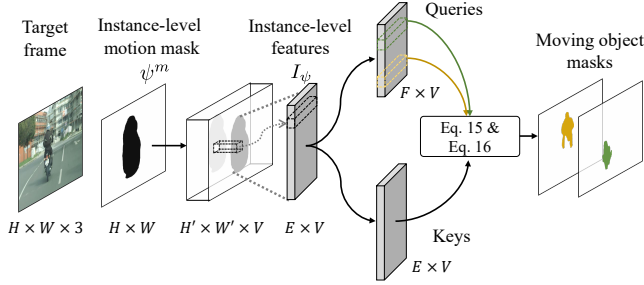 Target
frame
Instance-level
motion mask
ψ^m
Instance-level
features
I_ψ
Queries
F × V
Eq. 15 &
Eq. 16
Moving object
masks
H × W × 3
H × W
H′ × W′ × V
E × V
Keys
E × V